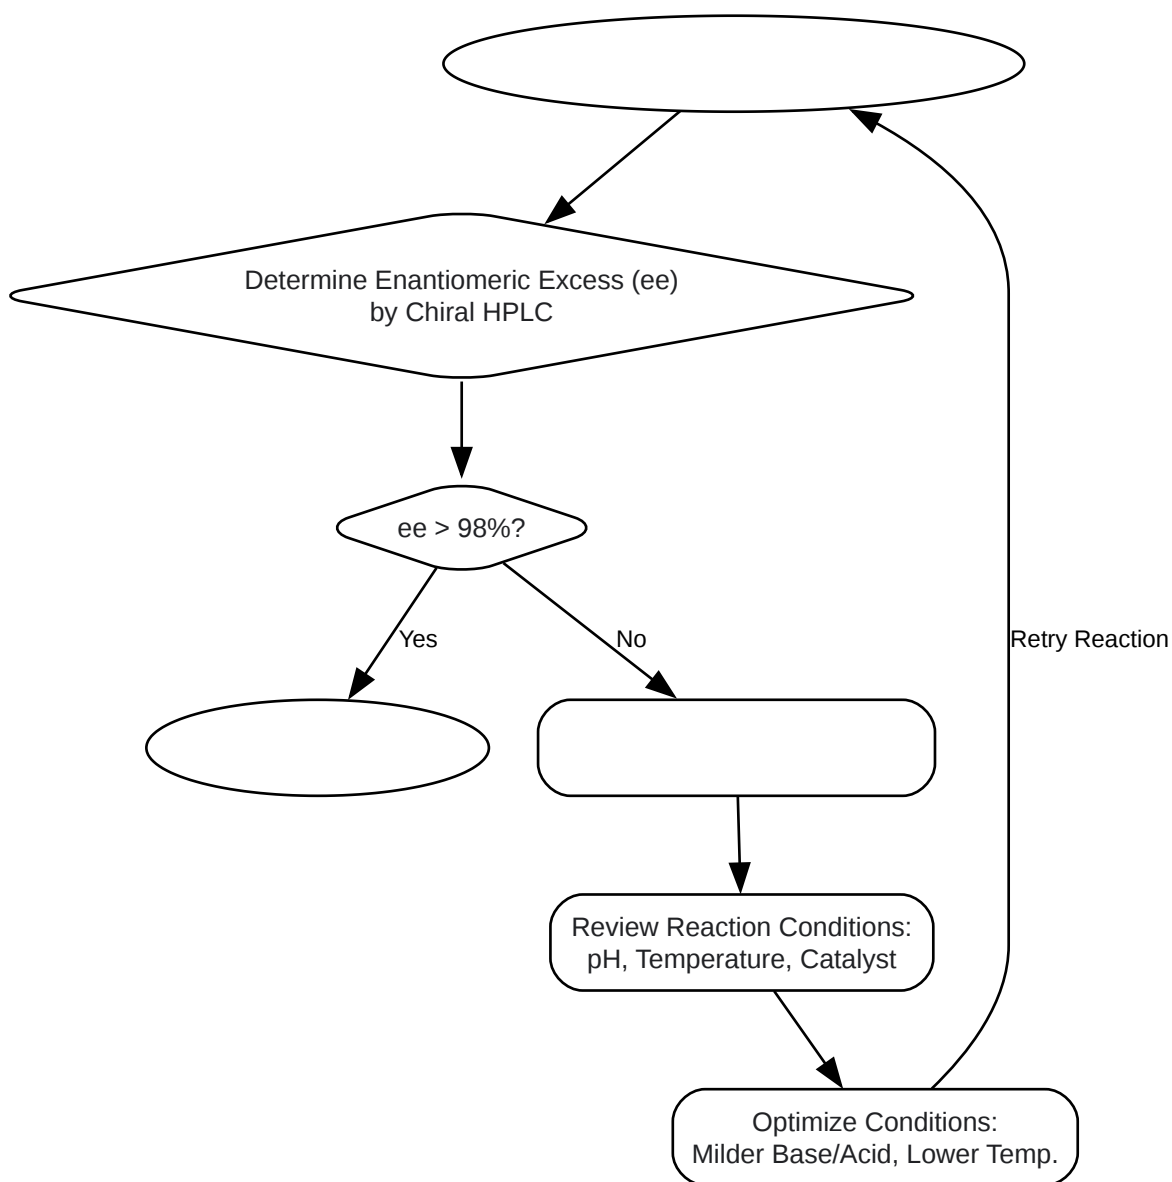 Determine Enantiomeric Excess (ee)
by Chiral HPLC
ee > 98%?
Yes
No
Retry Reaction
Review Reaction Conditions:
pH, Temperature, Catalyst
Optimize Conditions:
Milder Base/Acid, Lower Temp.